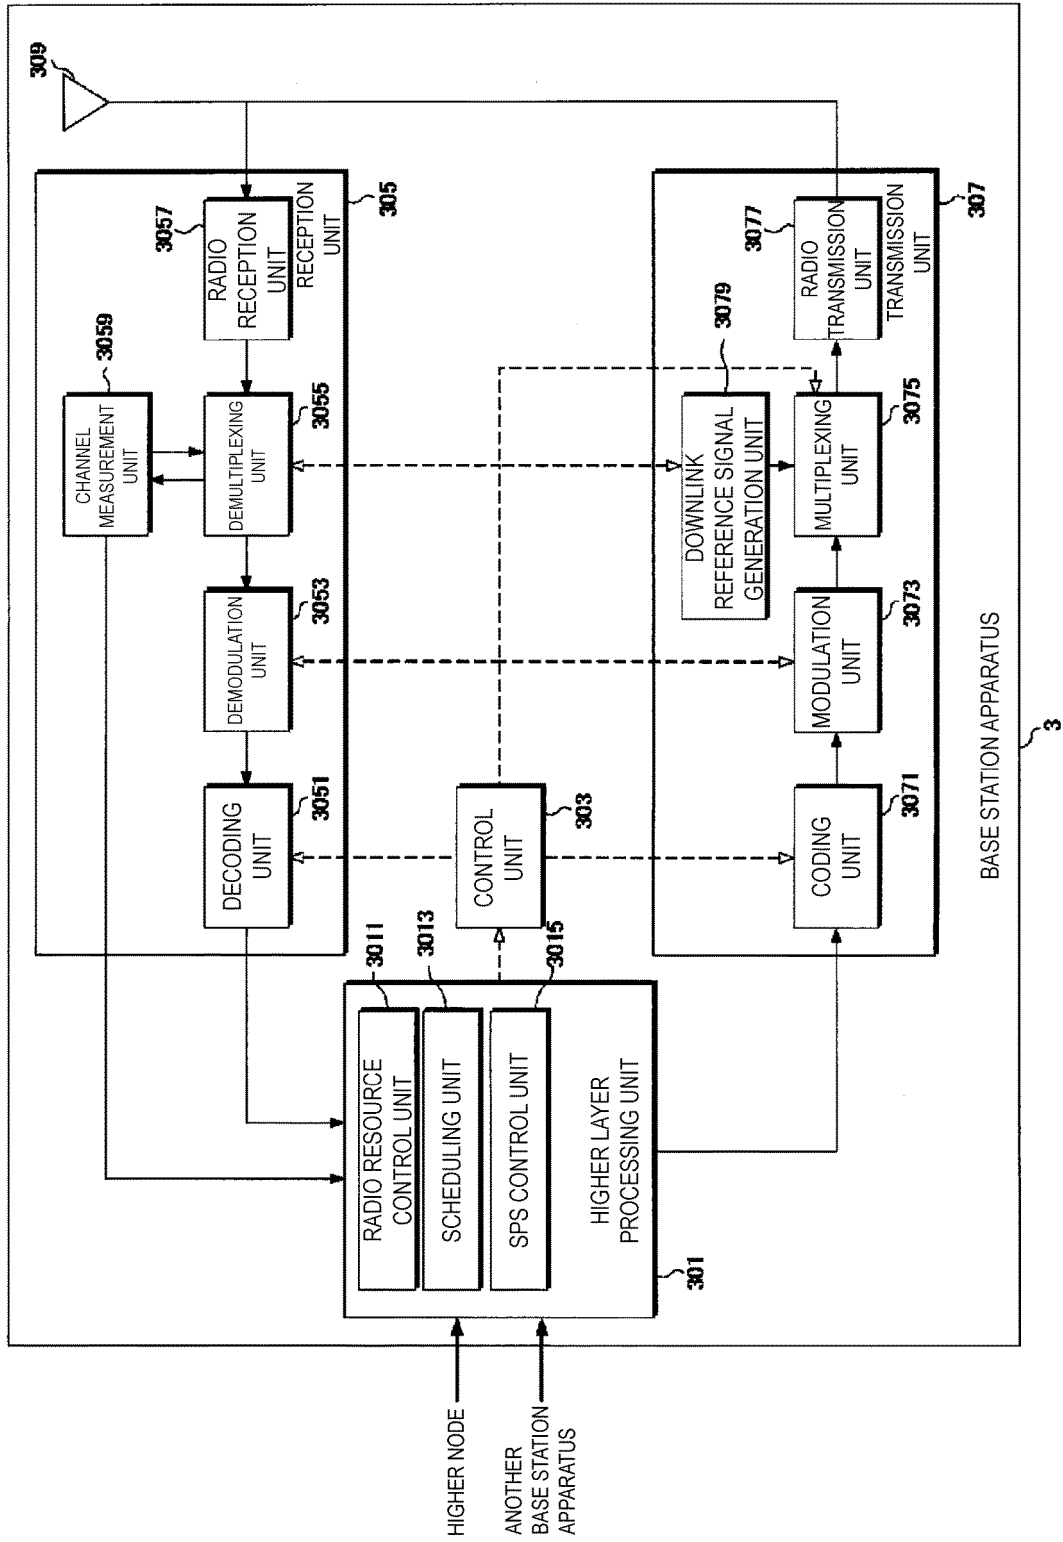 HIGHER NODE
ANOTHER
BASE STATION
APPARATUS
301
RADIO RESOURCE
CONTROL UNIT
3011
SCHEDULING UNIT
3013
SPS CONTROL UNIT
3015
HIGHER LAYER
PROCESSING UNIT
CONTROL
UNIT
303
DECODING
UNIT
3051
DEMODULATION
UNIT
3053
DEMULTIPLEXING
UNIT
3055
CHANNEL
MEASUREMENT
UNIT
3059
RADIO
RECEPTION
UNIT
3057
RECEPTION
UNIT
305
309
CODING
UNIT
3071
MODULATION
UNIT
3073
MULTIPLEXING
UNIT
3075
DOWNLINK
REFERENCE SIGNAL
GENERATION UNIT
3079
RADIO
TRANSMISSION
UNIT
3077
TRANSMISSION
UNIT
307
BASE STATION APPARATUS
3